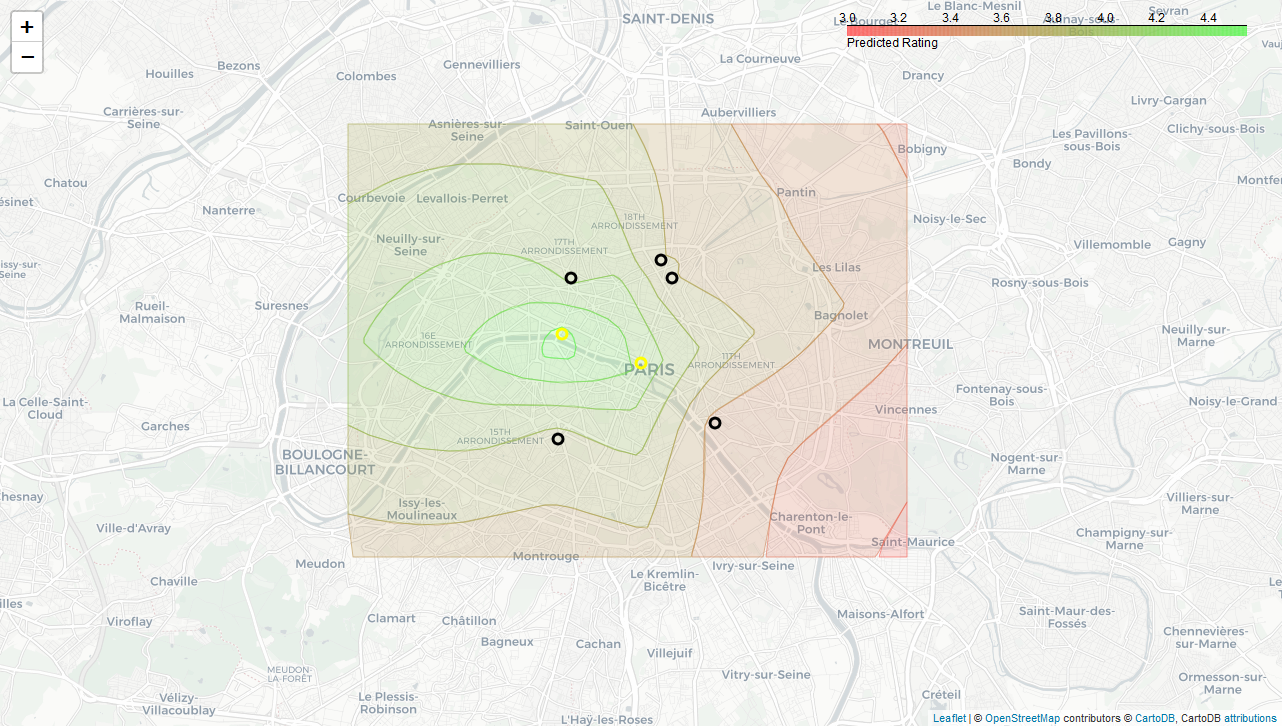 +
−
SAINT-DENIS
Le Blanc-Mesnil
Sevran
3.0 3.2 3.4 3.6 3.8 4.0 4.2 4.4
Le Bourget
Aulnay-sous-
Bois
Predicted Rating
Vauj
Bezons
Houilles
Colombes
Gennevilliers
La Courneuve
Drancy
Livry-Gargan
Carrières-sur-
Seine
Asnières-sur-
Seine
Saint-Ouen
Aubervilliers
Bobigny
Les Pavillons-
sous-Bois
Clichy-sous-Bois
Bondy
Chatou
ésinet
Nanterre
Courbevoie
Levallois-Perret
Pantin
Montfer
Noisy-le-Sec
18TH
ARRONDISSEMENT
17TH
ARRONDISSEMENT
Neuilly-sur-
Seine
Villemomble
Gagny
issy-sur-
Seine
Les Lilas
Rosny-sous-Bois
Rueil-
Malmaison
Suresnes
Bagnolet
16E
ARRONDISSEMENT
MONTREUIL
Neuilly-sur-
Marne
11TH
ARRONDISSEMENT
PARIS
La Celle-Saint-
Cloud
Fontenay-sous-
Bois
Noisy-le-Grand
Vincennes
Garches
15TH
ARRONDISSEMENT
BOULOGNE-
BILLANCOURT
Nogent-sur-
Marne
hesnay
Issy-les-
Moulineaux
Villiers-sur-
Marne
Ville-d'Avray
Charenton-le-
Pont
Champigny-sur-
Marne
Saint-Maurice
Meudon
Montrouge
Ivry-sur-Seine
Chaville
Le Kremlin-
Bicêtre
illes
Viroflay
Clamart
Châtillon
Maisons-Alfort
Saint-Maur-des-
Fossés
Bagneux
Cachan
Villejuif
Chennevières-
sur-Marne
MEUDON-
LA-FORÊT
Vitry-sur-Seine
Ormesson-sur-
Marne
Vélizy-
Villacoublay
Le Plessis-
Robinson
Créteil
L'Haÿ-les-Roses
Leaflet | © OpenStreetMap contributors © CartoDB, CartoDB attributions